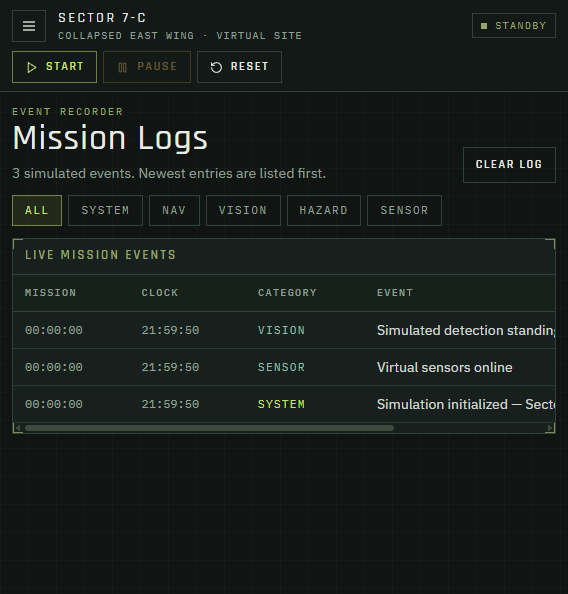 SECTOR 7-C
COLLAPSED EAST WING · VIRTUAL SITE
STANDBY
START
PAUSE
RESET
EVENT RECORDER
Mission Logs
3 simulated events. Newest entries are listed first.
CLEAR LOG
ALL
SYSTEM
NAV
VISION
HAZARD
SENSOR
LIVE MISSION EVENTS
MISSION CLOCK CATEGORY EVENT
00:00:00 21:59:50 VISION Simulated detection standing
00:00:00 21:59:50 SENSOR Virtual sensors online
00:00:00 21:59:50 SYSTEM Simulation initialized — Secto